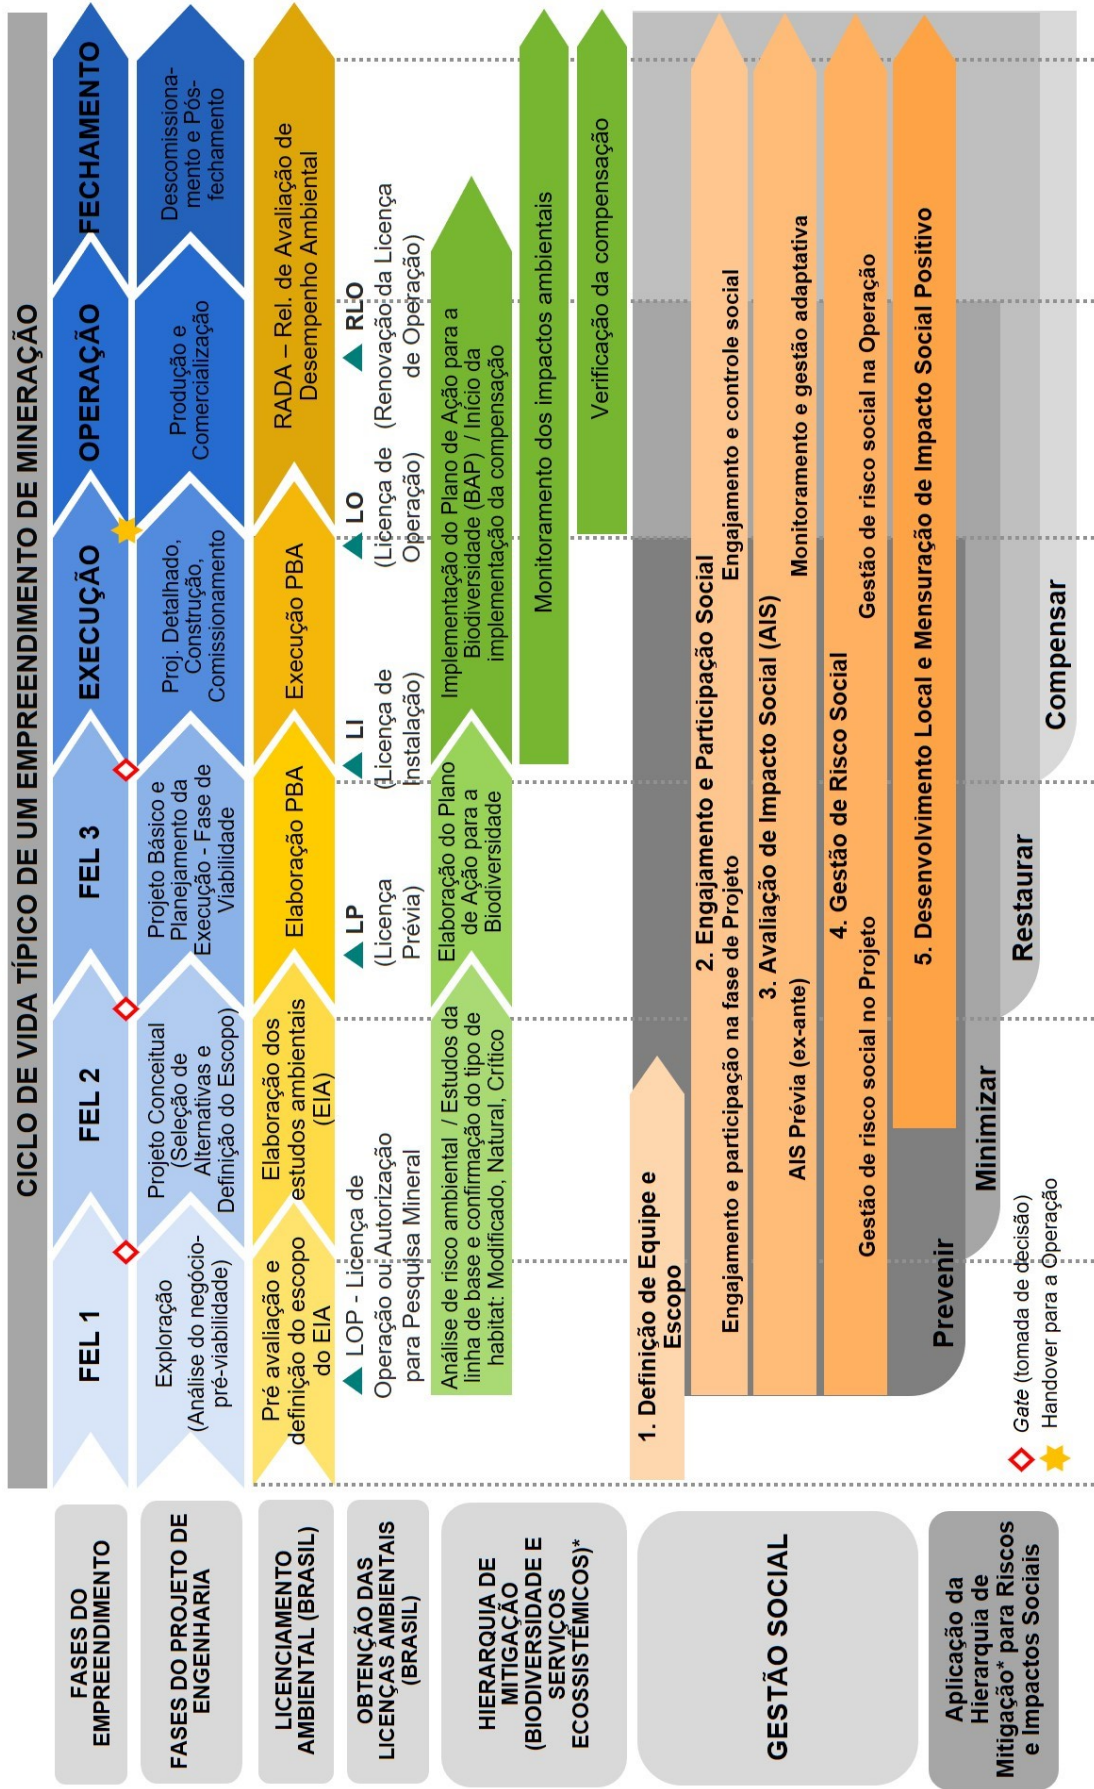 CICLO DE VIDA TÍPICO DE UM EMPREENDIMENTO DE MINERAÇÃO
FASES DO
EMPREENDIMENTO
FEL 1
FEL 2
FEL 3
EXECUÇÃO
OPERAÇÃO
FECHAMENTO
FASES DO PROJETO DE
ENGENHARIA
Exploração
(Análise do negócio-
pré-viabilidade)
Projeto Conceitual
(Seleção de
Alternativas e
Definição do Escopo)
Projeto Básico e
Planejamento da
Execução - Fase de
Viabilidade
Proj. Detalhado,
Construção,
Comissionamento
Produção e
Comercialização
Descomissiona-
mento e Pós-
fechamento
LICENCIAMENTO
AMBIENTAL (BRASIL)
Pré avaliação e
definição do escopo
do EIA
Elaboração dos
estudos ambientais
(EIA)
Elaboração PBA
Execução PBA
RADA – Rel. de Avaliação de
Desempenho Ambiental
OBTENÇÃO DAS
LICENÇAS AMBIENTAIS
(BRASIL)
LOP - Licença de
Operação ou Autorização
para Pesquisa Mineral
LP
(Licença
Prévia)
LI
(Licença de
Instalação)
LO
(Licença de
Operação)
RLO
(Renovação da Licença
de Operação)
HIERARQUIA DE
MITIGAÇÃO
(BIODIVERSIDADE E
SERVIÇOS
ECOSSISTÊMICOS)*
Análise de risco ambiental / Estudos da
linha de base e confirmação do tipo de
habitat: Modificado, Natural, Crítico
Elaboração do Plano
de Ação para a
Biodiversidade
Implementação do Plano de Ação para a
Biodiversidade (BAP) / Início da
implementação da compensação
Monitoramento dos impactos ambientais
Verificação da compensação
GESTÃO SOCIAL
1. Definição de Equipe e
Escopo
2. Engajamento e Participação Social
Engajamento e participação na fase de Projeto
Engajamento e controle social
3. Avaliação de Impacto Social (AIS)
AIS Prévia (ex-ante)
Monitoramento e gestão adaptativa
4. Gestão de Risco Social
Gestão de risco social no Projeto
Gestão de risco social na Operação
5. Desenvolvimento Local e Mensuração de Impacto Social Positivo
Aplicação da
Hierarquia de
Mitigação* para Riscos
e Impactos Sociais
Prevenir
Minimizar
Restaurar
Compensar
Gate (tomada de decisão)
Handover para a Operação